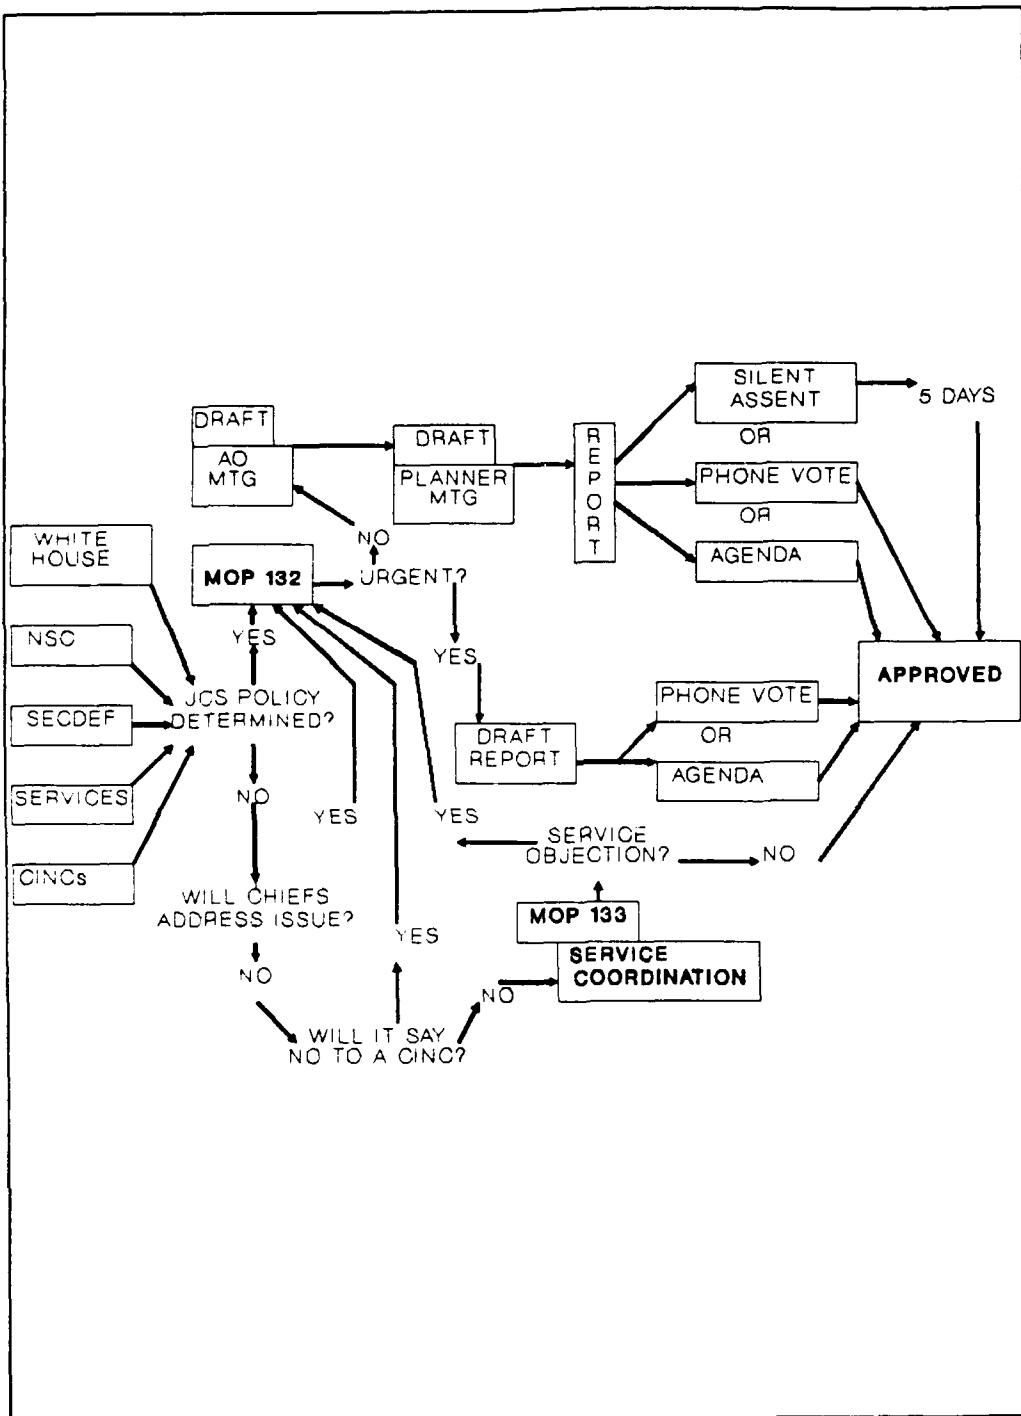 SILENT
ASSENT
5 DAYS
OR
DRAFT
AO
MTG
DRAFT
PLANNER
MTG
REPORT
PHONE VOTE
OR
AGENDA
NO
WHITE
HOUSE
MOP 132
URGENT?
NSC
YES
YES
APPROVED
JCS POLICY
DETERMINED?
SECDEF
PHONE VOTE
OR
DRAFT
REPORT
AGENDA
SERVICES
NO
YES
YES
SERVICE
OBJECTION?
NO
CINCs
WILL CHIEFS
ADDRESS ISSUE?
MOP 133
YES
SERVICE
COORDINATION
NO
NO
WILL IT SAY
NO TO A CINC?